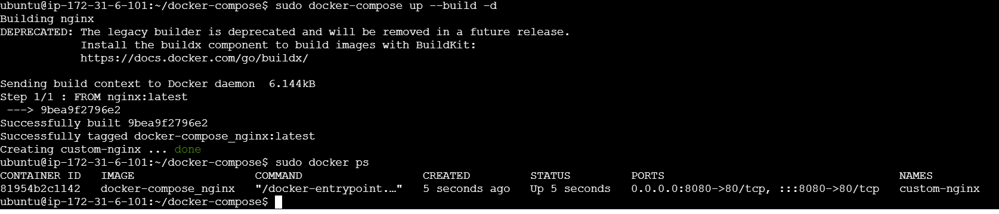 ubuntu@ip-172-31-6-101:~/docker-compose$ sudo docker-compose up --build -d
Building nginx
DEPRECATED: The legacy builder is deprecated and will be removed in a future release.
            Install the buildx component to build images with BuildKit:
            https://docs.docker.com/go/buildx/

Sending build context to Docker daemon  6.144kB
Step 1/1 : FROM nginx:latest
 ---> 9bea9f2796e2
Successfully built 9bea9f2796e2
Successfully tagged docker-compose_nginx:latest
Creating custom-nginx ... done
ubuntu@ip-172-31-6-101:~/docker-compose$ sudo docker ps
CONTAINER ID   IMAGE                  COMMAND                  CREATED         STATUS         PORTS                                   NAMES
81954b2c1142   docker-compose_nginx   "/docker-entrypoint.…"   5 seconds ago   Up 5 seconds   0.0.0.0:8080->80/tcp, :::8080->80/tcp   custom-nginx
ubuntu@ip-172-31-6-101:~/docker-compose$